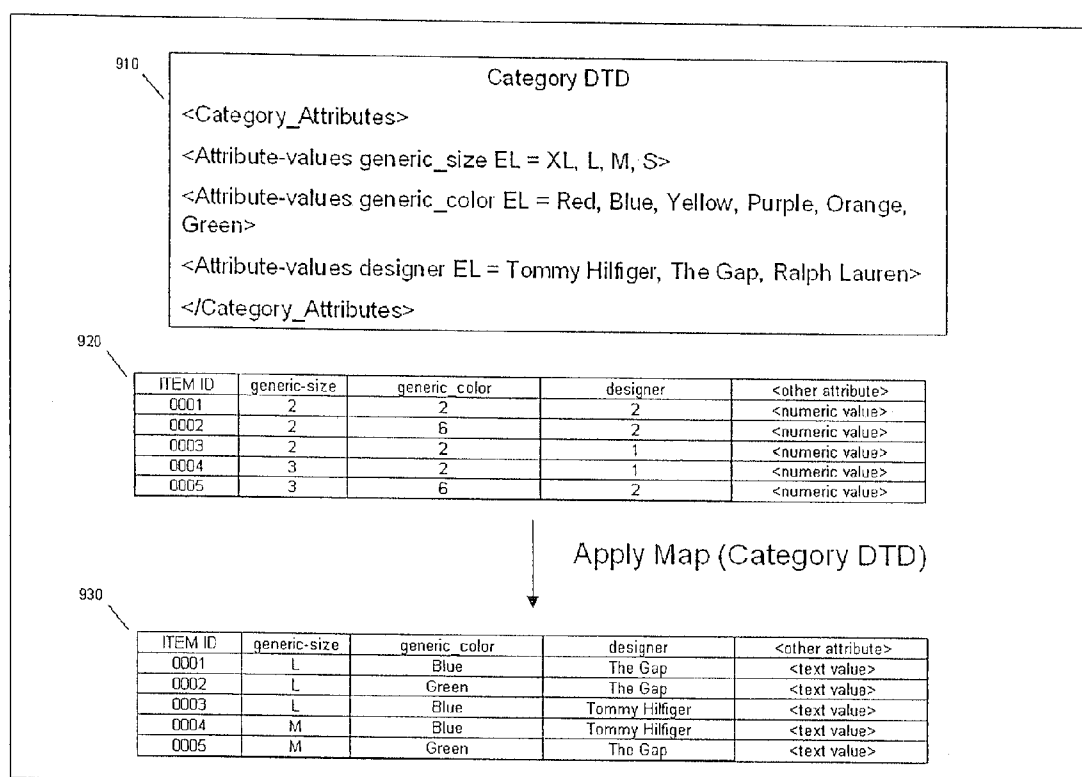 910
Category DTD
<Category_Attributes>
<Attribute-values generic_size EL = XL, L, M, S>
<Attribute-values generic_color EL = Red, Blue, Yellow, Purple, Orange,
Green>
<Attribute-values designer EL = Tommy Hilfiger, The Gap, Ralph Lauren>
</Category_Attributes>
920
ITEM ID generic-size generic_color designer <other attribute>
0001 2 2 2 <numeric value>
0002 2 6 2 <numeric value>
0003 2 2 1 <numeric value>
0004 3 2 1 <numeric value>
0005 3 6 2 <numeric value>
Apply Map (Category DTD)
930
ITEM ID generic-size generic_color designer <other attribute>
0001 L Blue The Gap <text value>
0002 L Green The Gap <text value>
0003 L Blue Tommy Hilfiger <text value>
0004 M Blue Tommy Hilfiger <text value>
0005 M Green The Gap <text value>